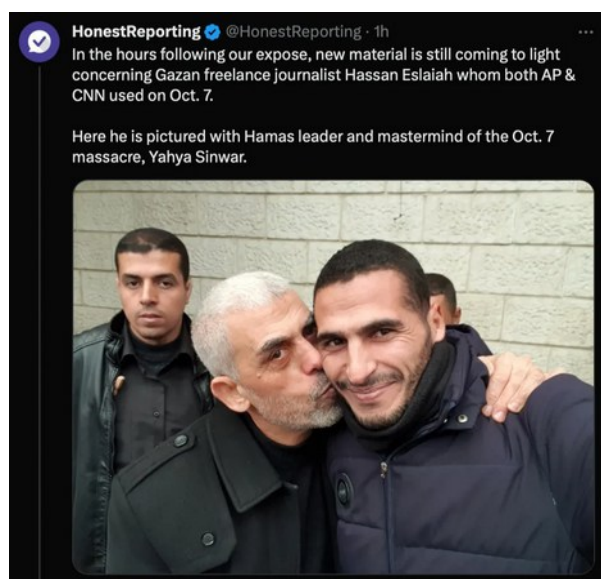 HonestReporting @HonestReporting · 1h
In the hours following our expose, new material is still coming to light
concerning Gazan freelance journalist Hassan Eslaiah whom both AP &
CNN used on Oct. 7.
Here he is pictured with Hamas leader and mastermind of the Oct. 7
massacre, Yahya Sinwar.